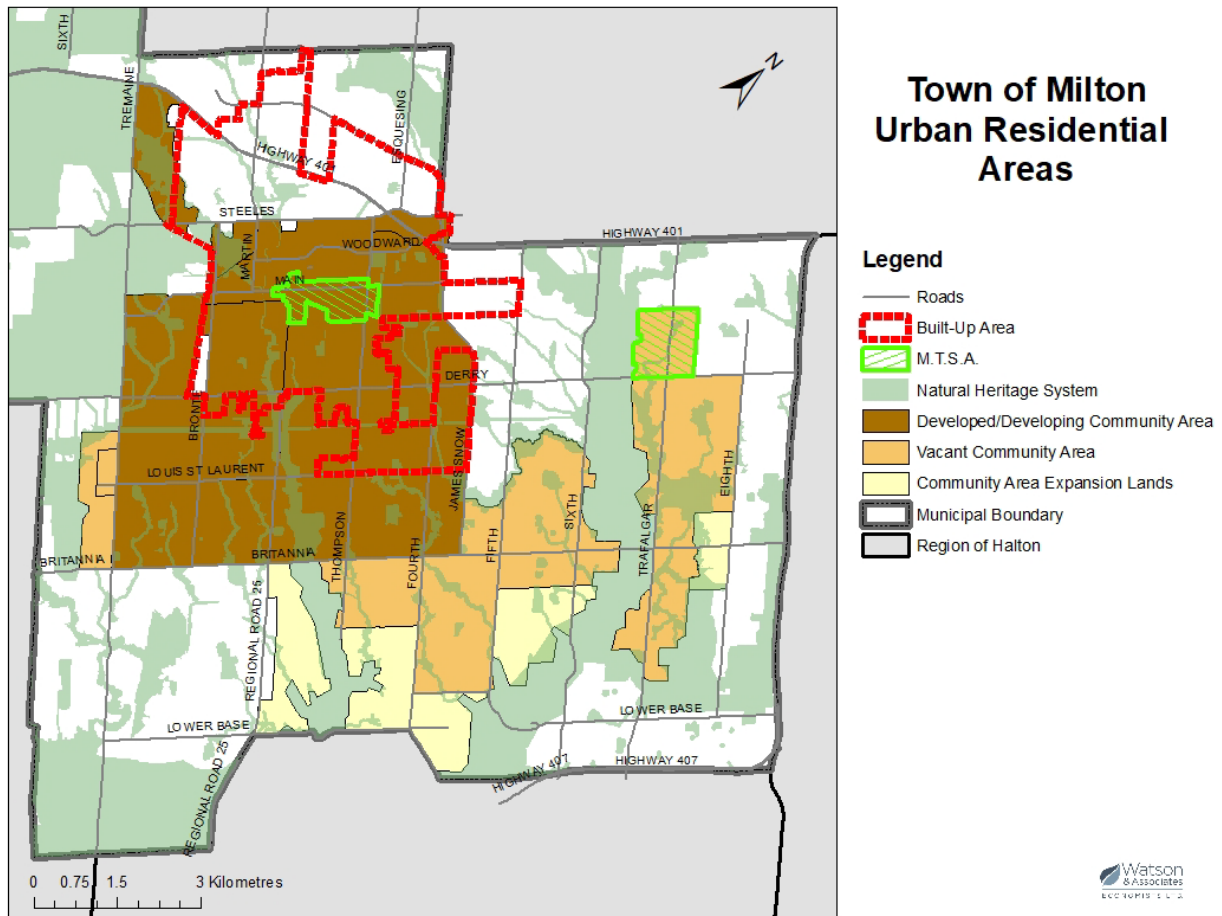 Town of Milton
Urban Residential
Areas
Legend
Roads
Built-Up Area
M.T.S.A.
Natural Heritage System
Developed/Developing Community Area
Vacant Community Area
Community Area Expansion Lands
Municipal Boundary
Region of Halton
N
SIXTH
TREMAINE
ESQUESING
HIGHWAY 401
STEELES
MARTIN
WOODWARD
HIGHWAY 401
MAIN
DERRY
BRONTE
LOUIS ST LAURENT
JAMES SNOW
EIGHTH
SIXTH
TRAFALGAR
FIFTH
FOURTH
THOMPSON
BRITANNIA
BRITANNIA
REGIONAL ROAD 25
LOWER BASE
LOWER BASE
HIGHWAY 407
HIGHWAY 407
REGIONAL ROAD 25
0 0.75 1.5 3 Kilometres
Watson
& Associates
ECONOMISTS LTD.